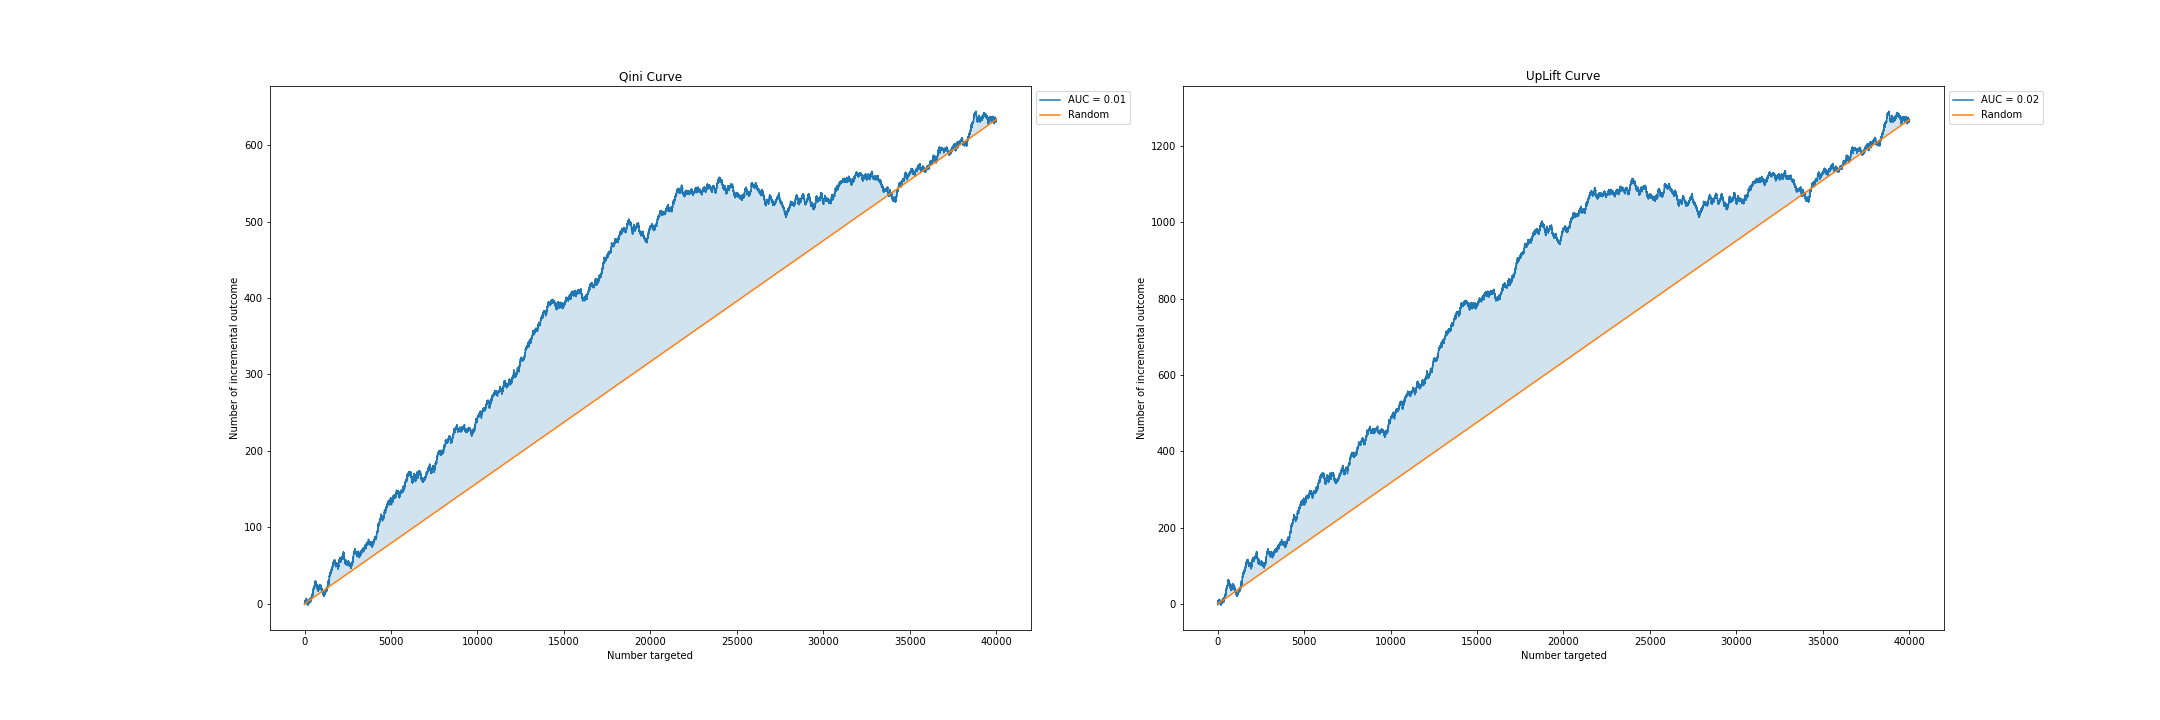 Qini Curve
AUC = 0.01
Random
Number of incremental outcome
600
500
400
300
200
100
0
0 5000 10000 15000 20000 25000 30000 35000 40000
Number targeted
UpLift Curve
AUC = 0.02
Random
Number of incremental outcome
1200
1000
800
600
400
200
0
0 5000 10000 15000 20000 25000 30000 35000 40000
Number targeted